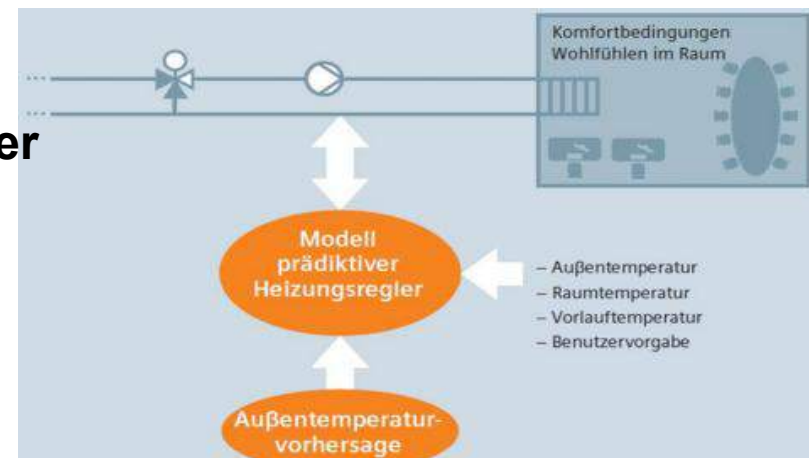 Komfortbedingungen
Wohlfühlen im Raum
er
Modell
prädiktiver
Heizungsregler
– Außentemperatur
– Raumtemperatur
– Vorlauftemperatur
– Benutzervorgabe
Außentemperatur-
vorhersage